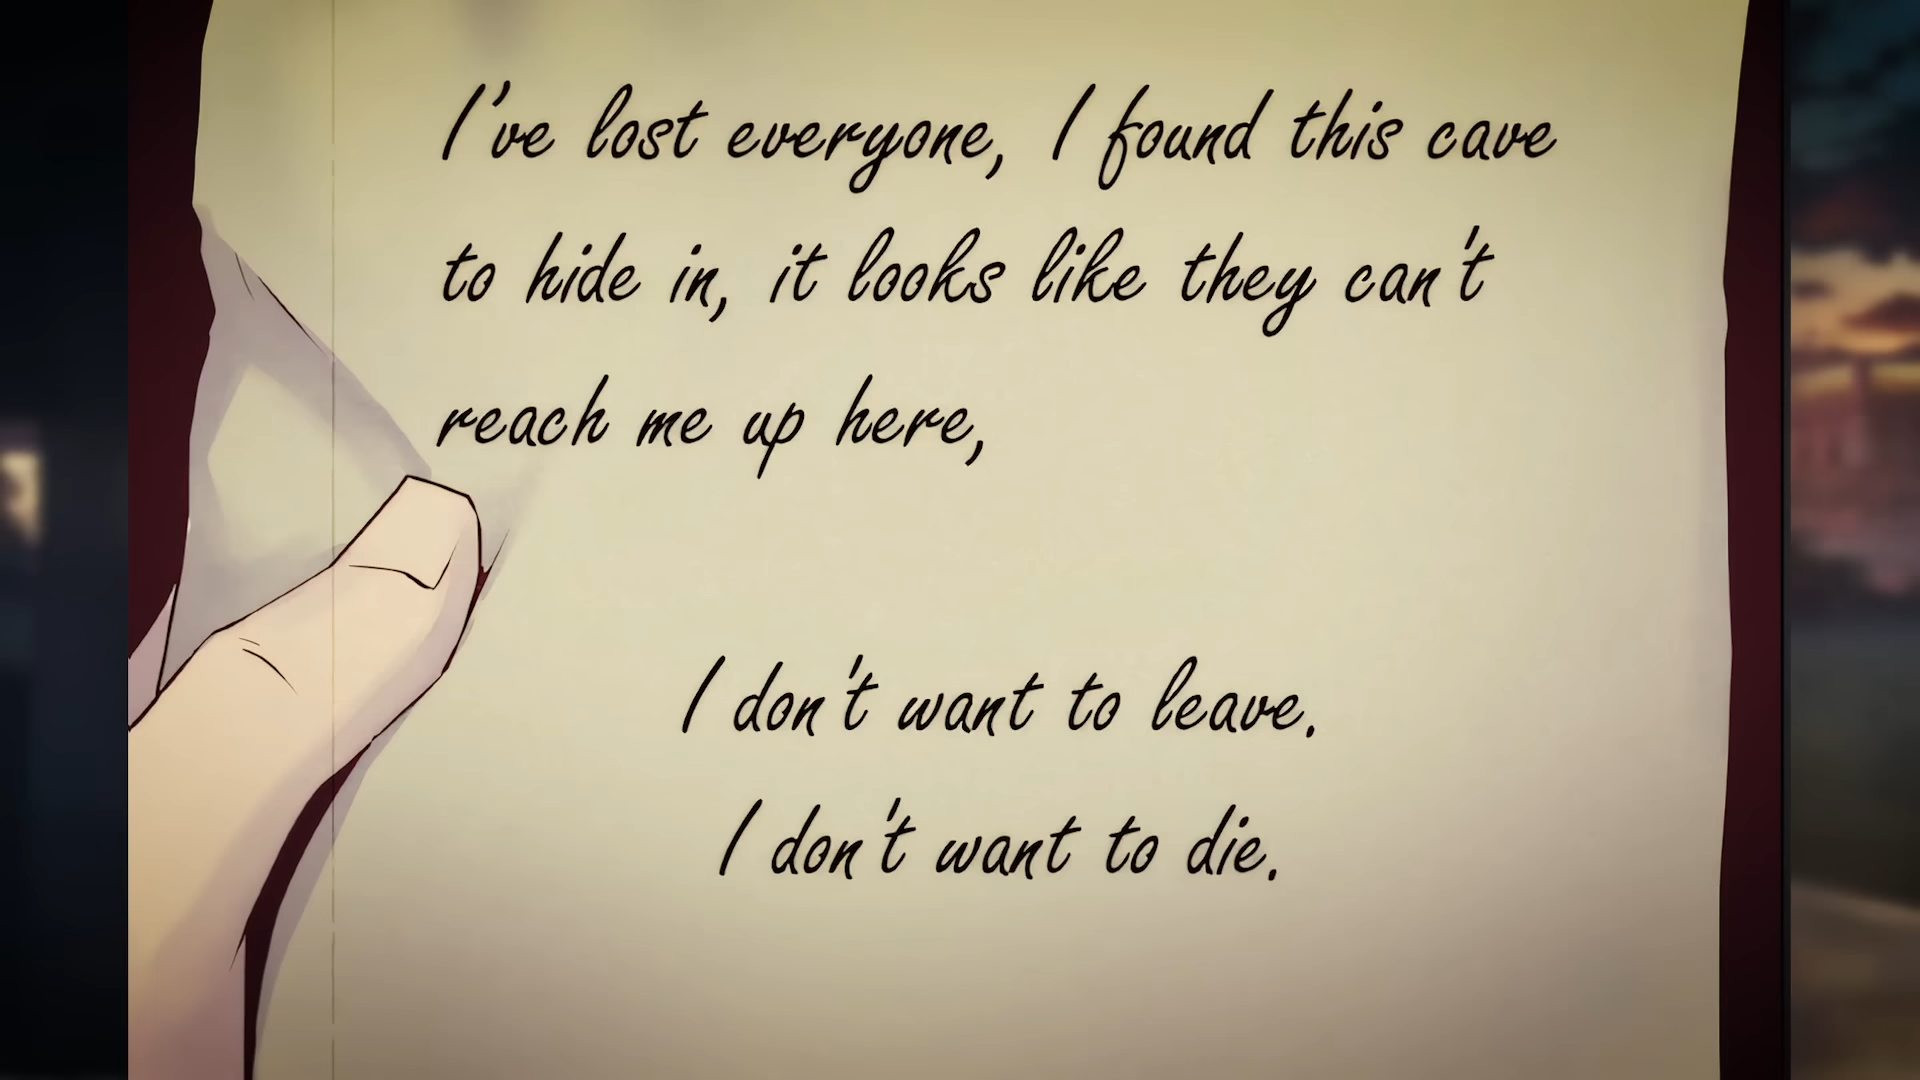 I've lost everyone, I found this cave
to hide in, it looks like they can't
reach me up here,
I don't want to leave.
I don't want to die.